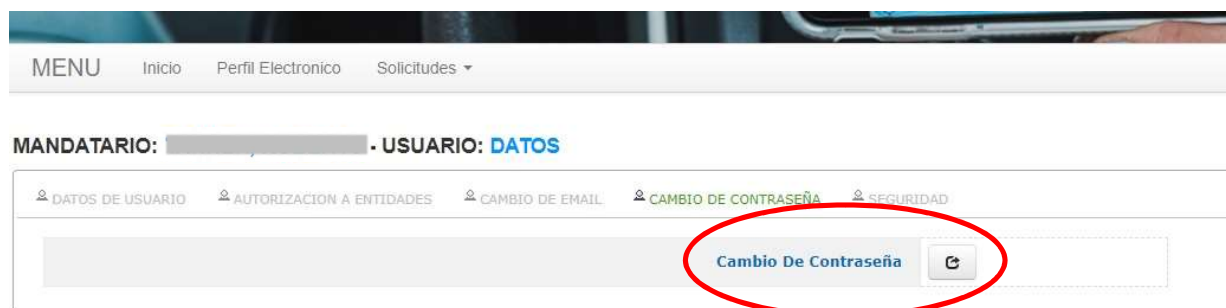 MENU Inicio Perfil Electronico Solicitudes
MANDATARIO: - USUARIO: DATOS
DATOS DE USUARIO AUTORIZACION A ENTIDADES CAMBIO DE EMAIL CAMBIO DE CONTRASEÑA SEGURIDAD
Cambio De Contraseña